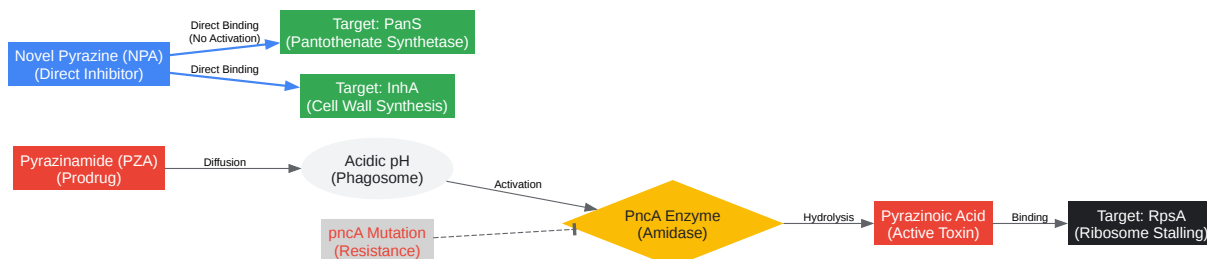 Direct Binding
(No Activation)
Target: PanS
(Pantothenate Synthetase)
Novel Pyrazine (NPA)
(Direct Inhibitor)
Direct Binding
Target: InhA
(Cell Wall Synthesis)
Pyrazinamide (PZA)
(Prodrug)
Diffusion
Acidic pH
(Phagosome)
Activation
pncA Mutation
(Resistance)
PncA Enzyme
(Amidase)
Hydrolysis
Pyrazinoic Acid
(Active Toxin)
Binding
Target: RpsA
(Ribosome Stalling)